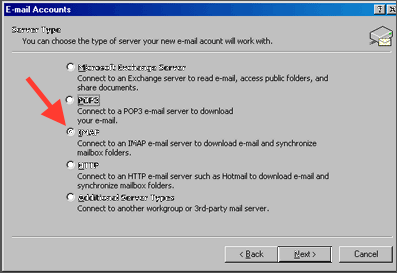 E-mail Accounts
Server Type
You can choose the type of server your new e-mail acount will work with.
Microsoft Exchange Server
Connect to an Exchange server to read e-mail, access public folders, and
share documents.
POP3
Connect to a POP3 e-mail server to download
your e-mail.
IMAP
Connect to an IMAP e-mail server to download e-mail and synchronize
mailbox folders.
HTTP
Connect to an HTTP e-mail server such as Hotmail to download e-mail and
synchronize mailbox folders.
Additional Server Types
Connect to another workgroup or 3rd-party mail server.
< Back Next > Cancel